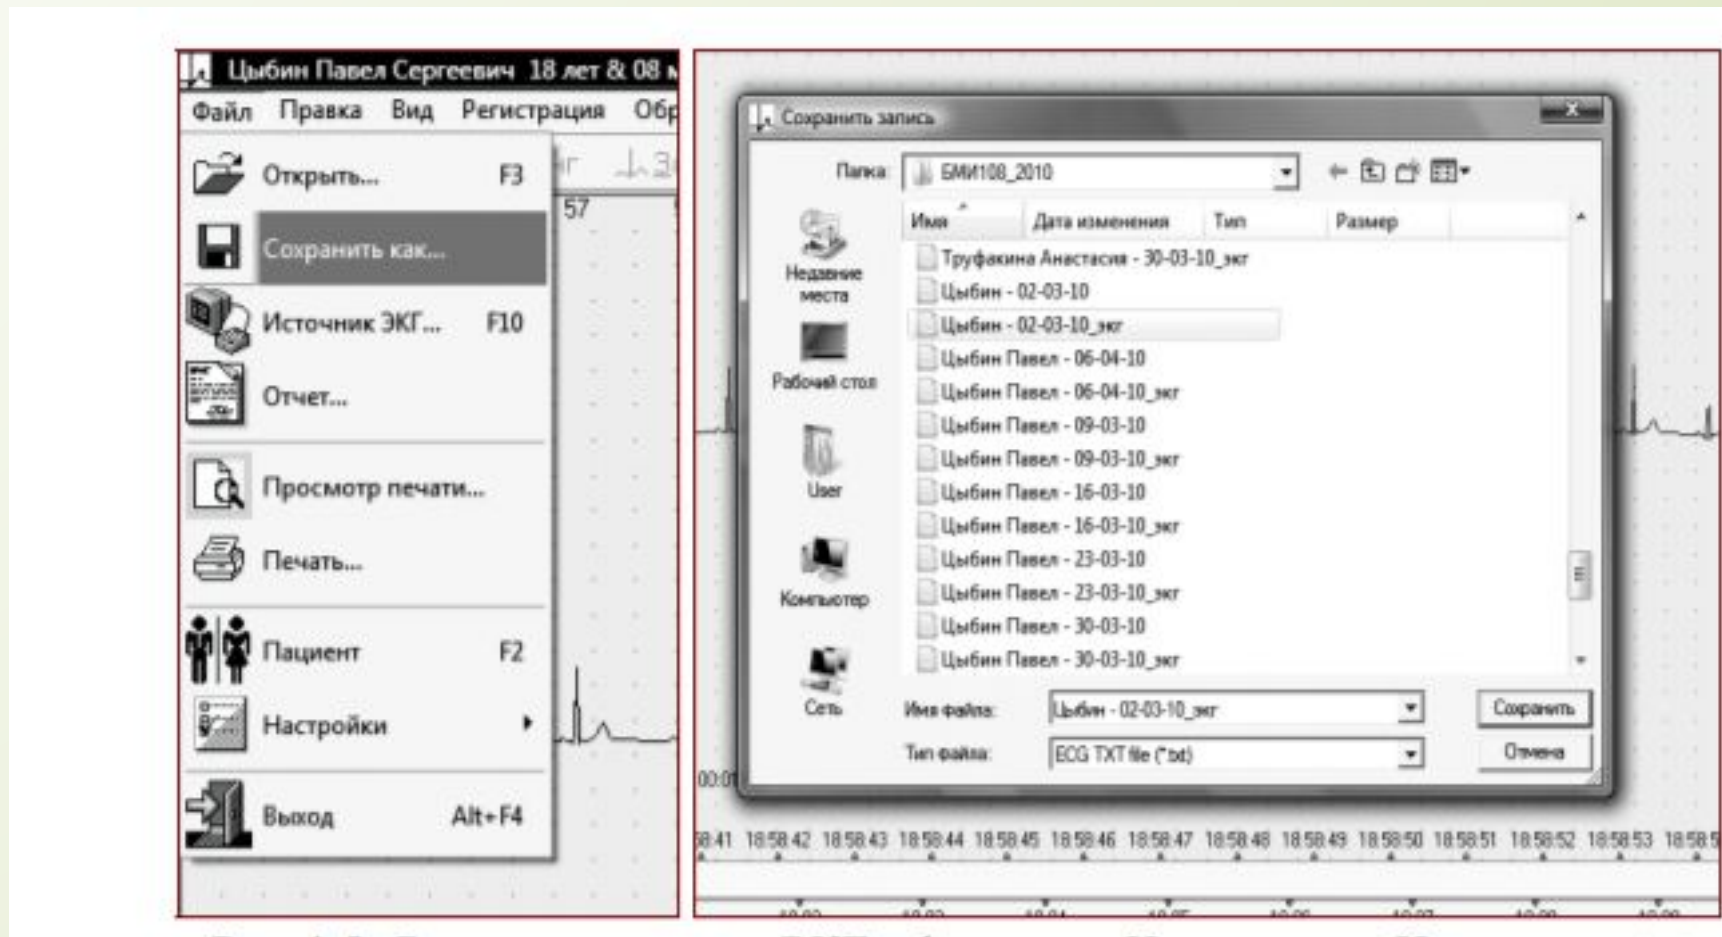 Цыбин Павел Сергеевич 18 лет & 08 м
Файл Правка Вид Регистрация Обр
Открыть... F3
Сохранить как...
Источник ЭКГ... F10
Отчет...
Просмотр печати...
Печать...
Пациент F2
Настройки
Выход Alt+F4
57
Сохранить запись
Папка: БМИ108_2010
Имя Дата изменения Тип Размер
Недавние места
Рабочий стол
User
Компьютер
Сеть
Труфакина Анастасия - 30-03-10_экг
Цыбин - 02-03-10
Цыбин - 02-03-10_экг
Цыбин Павел - 06-04-10
Цыбин Павел - 06-04-10_экг
Цыбин Павел - 09-03-10
Цыбин Павел - 09-03-10_экг
Цыбин Павел - 16-03-10
Цыбин Павел - 16-03-10_экг
Цыбин Павел - 23-03-10
Цыбин Павел - 23-03-10_экг
Цыбин Павел - 30-03-10
Цыбин Павел - 30-03-10_экг
Имя файла: Цыбин - 02-03-10_экг Сохранить
Тип файла: ECG TXT file (*.txt) Отмена
00:01
58:41 18:58:42 18:58:43 18:58:44 18:58:45 18:58:46 18:58:47 18:58:48 18:58:49 18:58:50 18:58:51 18:58:52 18:58:53 18:58:5